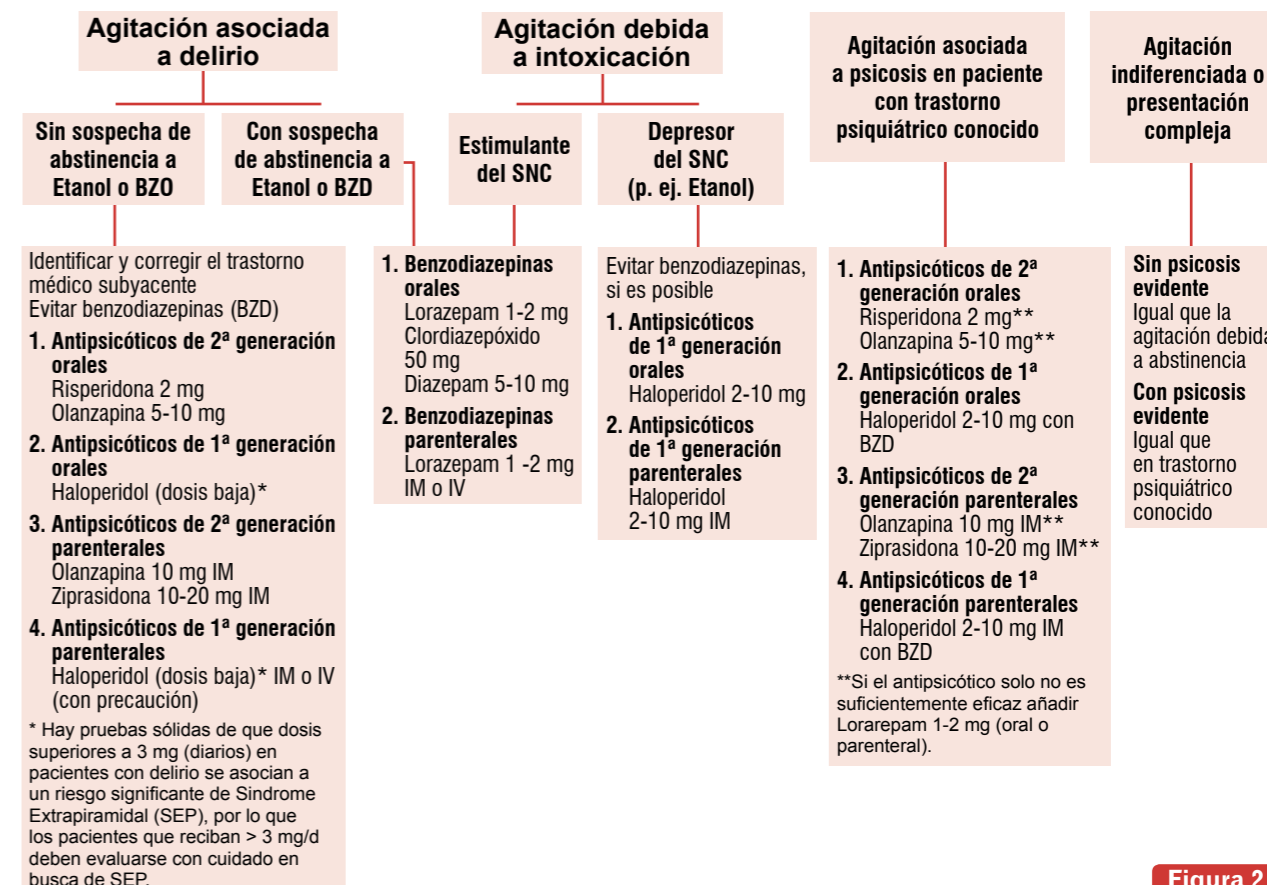 Agitación asociada
a delirio
Sin sospecha de
abstinencia a
Etanol o BZO
Con sospecha
de abstinencia a
Etanol o BZD
Identificar y corregir el trastorno
médico subyacente
Evitar benzodiazepinas (BZD)
1. Antipsicóticos de 2ª generación
orales
Risperidona 2 mg
Olanzapina 5-10 mg
2. Antipsicóticos de 1ª generación
orales
Haloperidol (dosis baja)*
3. Antipsicóticos de 2ª generación
parenterales
Olanzapina 10 mg IM
Ziprasidona 10-20 mg IM
4. Antipsicóticos de 1ª generación
parenterales
Haloperidol (dosis baja)* IM o IV
(con precaución)
* Hay pruebas sólidas de que dosis
superiores a 3 mg (diarios) en
pacientes con delirio se asocian a
un riesgo significante de Sindrome
Extrapiramidal (SEP), por lo que
los pacientes que reciban > 3 mg/d
deben evaluarse con cuidado en
busca de SEP.
Agitación debida
a intoxicación
Estimulante
del SNC
Depresor
del SNC
(p. ej. Etanol)
1. Benzodiazepinas
orales
Lorazepam 1-2 mg
Clordiazepóxido
50 mg
Diazepam 5-10 mg
2. Benzodiazepinas
parenterales
Lorazepam 1 -2 mg
IM o IV
Evitar benzodiazepinas,
si es posible
1. Antipsicóticos
de 1ª generación
orales
Haloperidol 2-10 mg
2. Antipsicóticos
de 1ª generación
parenterales
Haloperidol
2-10 mg IM
Agitación asociada
a psicosis en paciente
con trastorno
psiquiátrico conocido
1. Antipsicóticos de 2ª
generación orales
Risperidona 2 mg**
Olanzapina 5-10 mg**
2. Antipsicóticos de 1ª
generación orales
Haloperidol 2-10 mg con
BZD
3. Antipsicóticos de 2ª
generación parenterales
Olanzapina 10 mg IM**
Ziprasidona 10-20 mg IM**
4. Antipsicóticos de 1ª
generación parenterales
Haloperidol 2-10 mg IM
con BZD
**Si el antipsicótico solo no es
suficientemente eficaz añadir
Lorarepam 1-2 mg (oral o
parenteral).
Agitación
indiferenciada o
presentación
compleja
Sin psicosis
evidente
Igual que la
agitación debida
a abstinencia
Con psicosis
evidente
Igual que
en trastorno
psiquiátrico
conocido
Figura 2